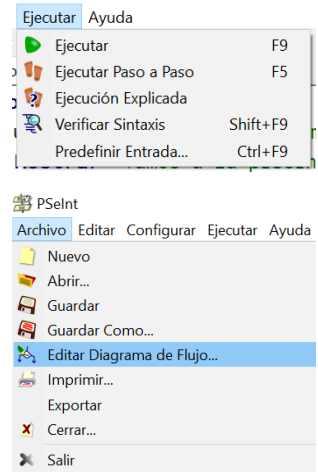 Ejecutar Ayuda
Ejecutar F9
Ejecutar Paso a Paso F5
Ejecución Explicada
Verificar Sintaxis Shift+F9
Predefinir Entrada... Ctrl+F9
PSeInt
Archivo Editar Configurar Ejecutar Ayuda
Nuevo
Abrir...
Guardar
Guardar Como...
Editar Diagrama de Flujo...
Imprimir...
Exportar
Cerrar...
Salir